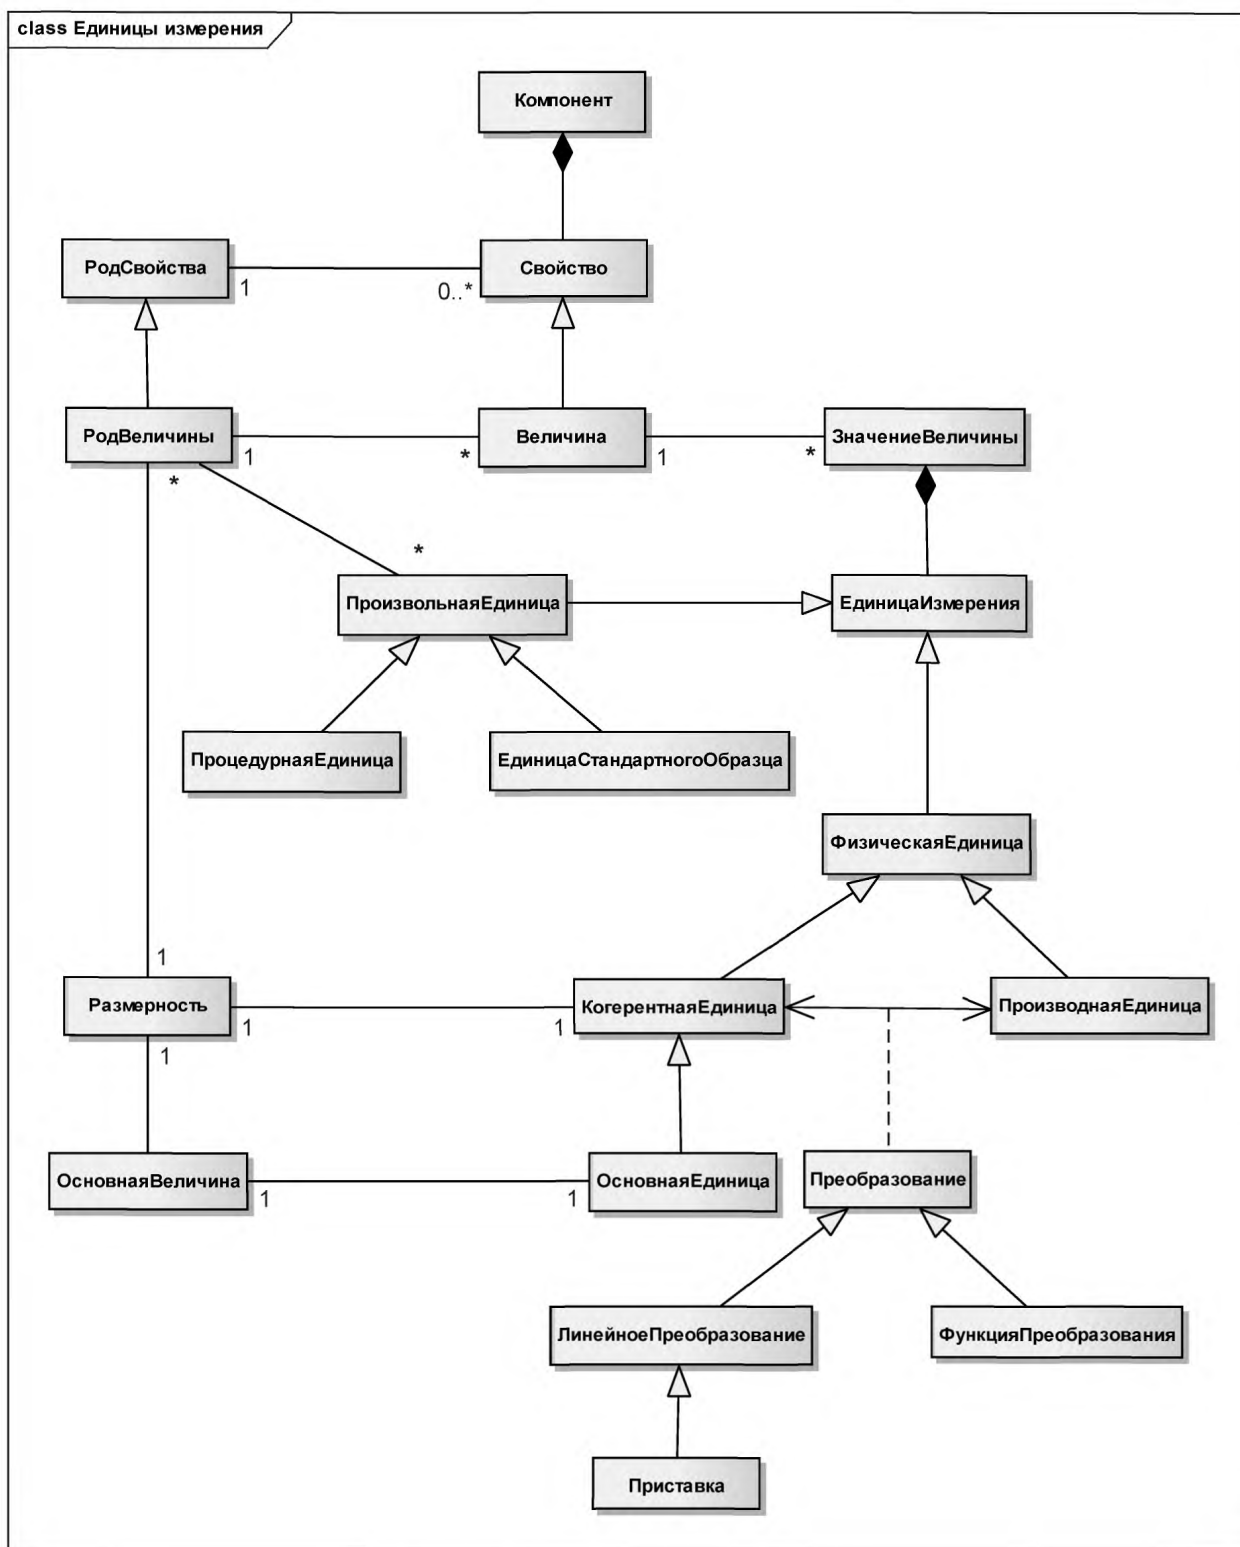 class Единицы измерения
Компонент
РодСвойства
1
0..*
Свойство
РодВеличины
1
*
Величина
1
*
ЗначениеВеличины
*
*
ПроизвольнаяЕдиница
ЕдиницаИзмерения
ПроцедурнаяЕдиница
ЕдиницаСтандартногоОбразца
ФизическаяЕдиница
1
Размерность
1
1
КогерентнаяЕдиница
ПроизводнаяЕдиница
1
ОсновнаяВеличина
1
1
ОсновнаяЕдиница
Преобразование
ЛинейноеПреобразование
ФункцияПреобразования
Приставка